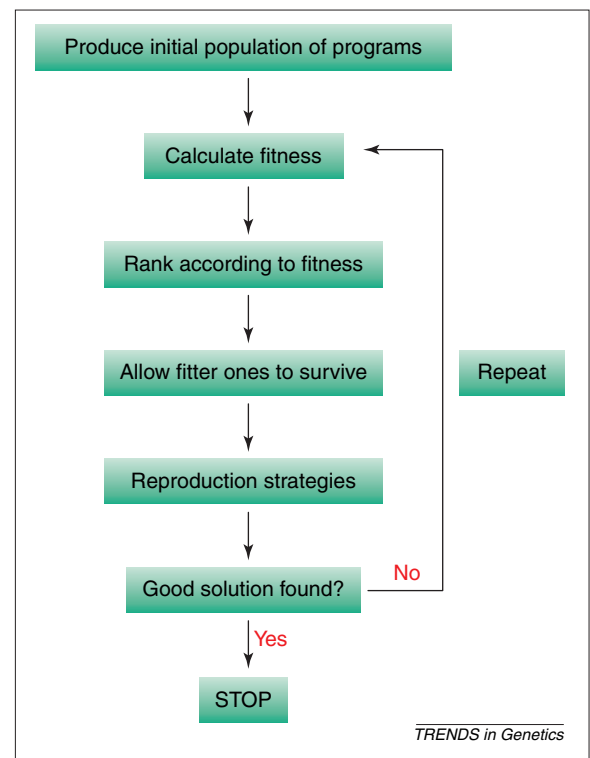 Produce initial population of programs
Calculate fitness
Rank according to fitness
Allow fitter ones to survive
Repeat
Reproduction strategies
Good solution found?
No
Yes
STOP
TRENDS in Genetics